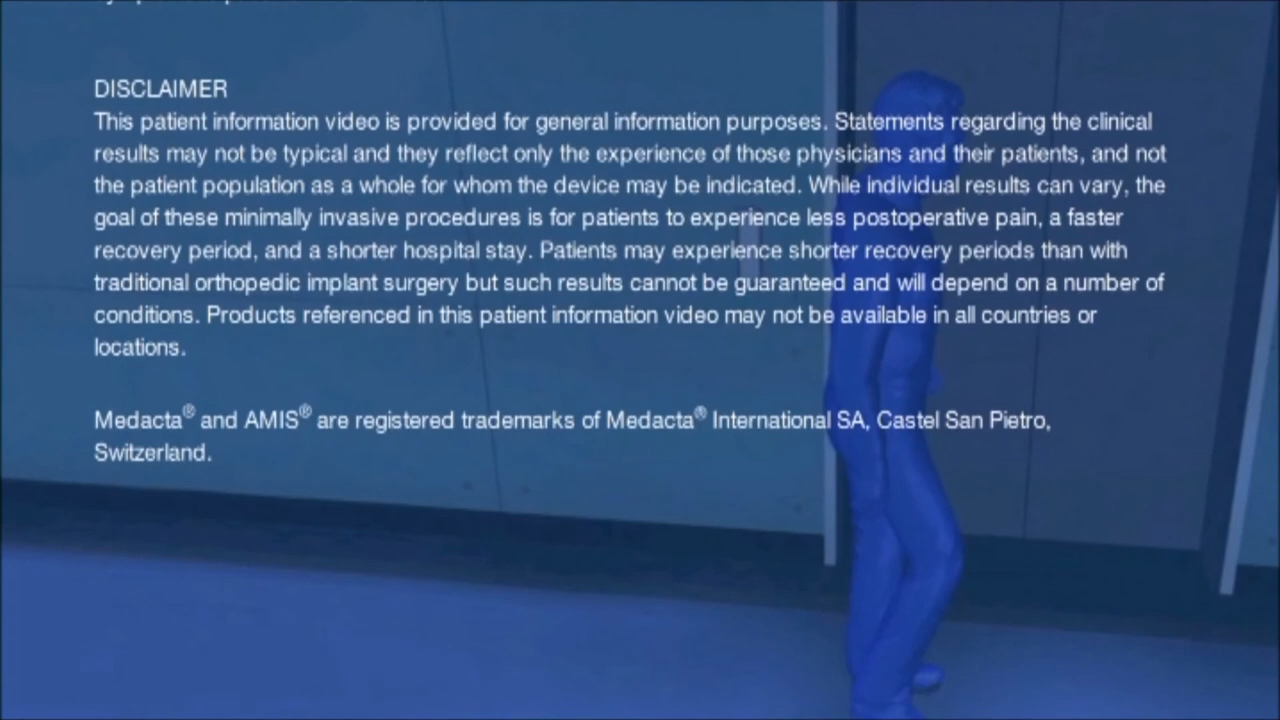 DISCLAIMER
This patient information video is provided for general information purposes. Statements regarding the clinical
results may not be typical and they reflect only the experience of those physicians and their patients, and not
the patient population as a whole for whom the device may be indicated. While individual results can vary, the
goal of these minimally invasive procedures is for patients to experience less postoperative pain, a faster
recovery period, and a shorter hospital stay. Patients may experience shorter recovery periods than with
traditional orthopedic implant surgery but such results cannot be guaranteed and will depend on a number of
conditions. Products referenced in this patient information video may not be available in all countries or
locations.
Medacta® and AMIS® are registered trademarks of Medacta® International SA, Castel San Pietro,
Switzerland.